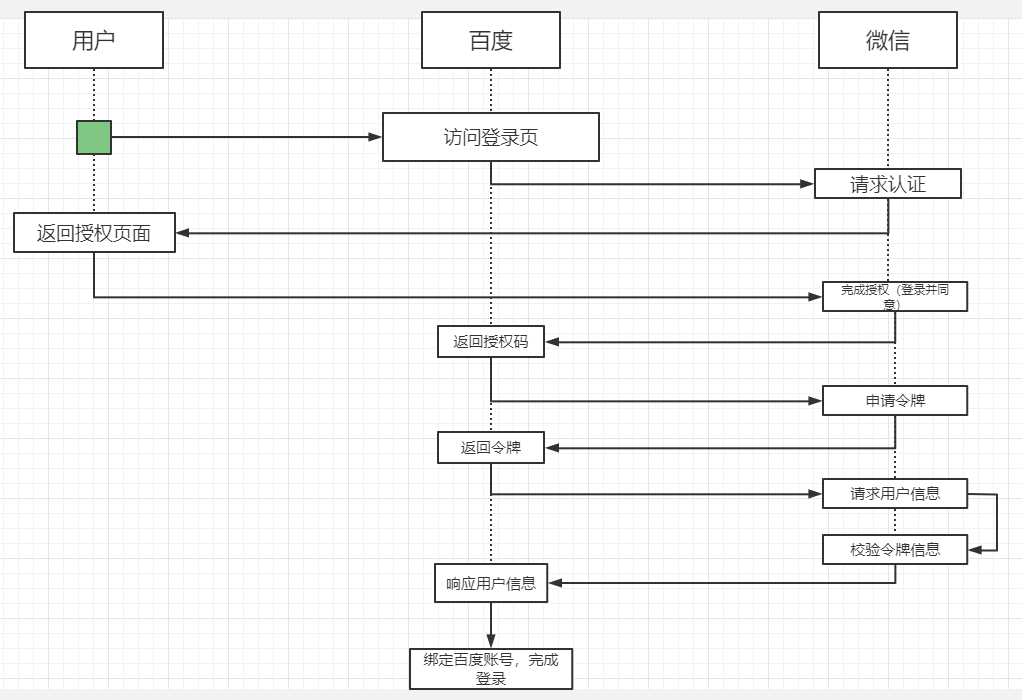 用户
百度
微信
访问登录页
请求认证
返回授权页面
完成授权（登录并同
意）
返回授权码
申请令牌
返回令牌
请求用户信息
校验令牌信息
响应用户信息
绑定百度账号，完成
登录